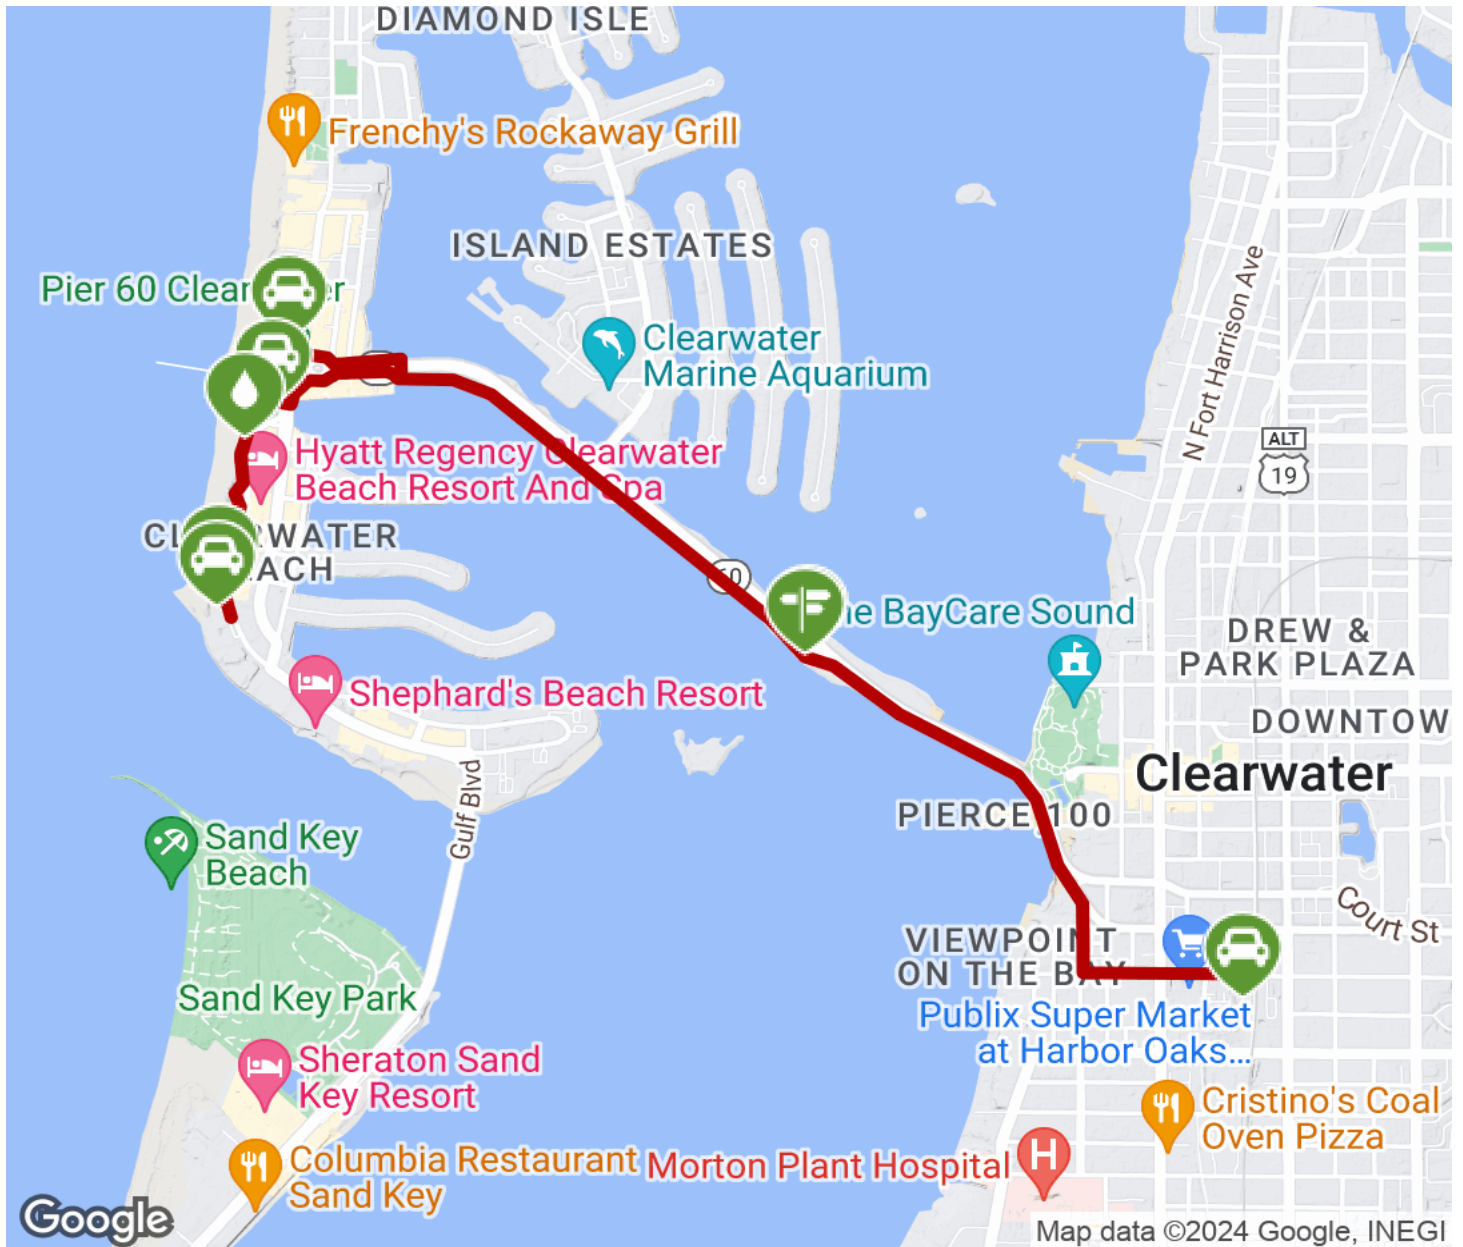 DIAMOND ISLE
Frenchy's Rockaway Grill
ISLAND ESTATES
Pier 60 Clear er
Clearwater
Marine Aquarium
N Fort Harrison Ave
ALT
19
Hyatt Regency Clearwater
Beach Resort And Spa
CL RWATER
ACH
60
he BayCare Sound
DREW &
PARK PLAZA
Shephard's Beach Resort
DOWNTOW
Clearwater
Gulf Blvd
PIERCE 100
Sand Key
Beach
Court St
VIEWPOINT
ON THE BAY
Sand Key Park
Publix Super Market
at Harbor Oaks...
Sheraton Sand
Key Resort
Cristino's Coal
Oven Pizza
Columbia Restaurant
Sand Key
Morton Plant Hospital
H
Google
Map data ©2024 Google, INEGI